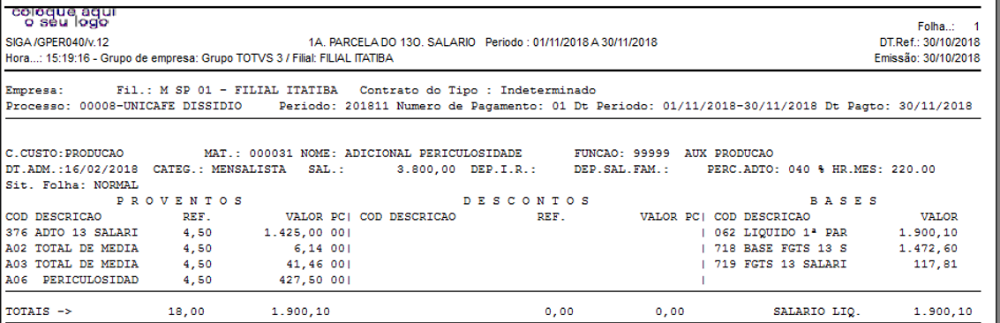 coloque aqui
o seu logo
Folha..: 1
SIGA /GPER040/v.12 1A. PARCELA DO 13O. SALARIO Periodo : 01/11/2018 A 30/11/2018 DT.Ref.: 30/10/2018
Hora...: 15:19:16 - Grupo de empresa: Grupo TOTVS 3 / Filial: FILIAL ITATIBA Emissão: 30/10/2018
Empresa: Fil.: M SP 01 - FILIAL ITATIBA Contrato do Tipo : Indeterminado
Processo: 00008-UNICAFE DISSIDIO Periodo: 201811 Numero de Pagamento: 01 Dt Periodo: 01/11/2018-30/11/2018 Dt Pagto: 30/11/2018
C.CUSTO:PRODUCAO MAT.: 000031 NOME: ADICIONAL PERICULOSIDADE FUNCAO: 99999 AUX PRODUCAO
DT.ADM.:16/02/2018 CATEG.: MENSALISTA SAL.: 3.800,00 DEP.I.R.: DEP.SAL.FAM.: PERC.ADTO: 040 % HR.MES: 220.00
Sit. Folha: NORMAL
P R O V E N T O S D E S C O N T O S B A S E S
COD DESCRICAO REF. VALOR PC| COD DESCRICAO REF. VALOR PC| COD DESCRICAO VALOR
376 ADTO 13 SALARI 4,50 1.425,00 00| | 062 LIQUIDO 1ª PAR 1.900,10
A02 TOTAL DE MEDIA 4,50 6,14 00| | 718 BASE FGTS 13 S 1.472,60
A03 TOTAL DE MEDIA 4,50 41,46 00| | 719 FGTS 13 SALARI 117,81
A06 PERICULOSIDAD 4,50 427,50 00| |
TOTAIS -> 18,00 1.900,10 0,00 0,00 SALARIO LIQ. 1.900,10